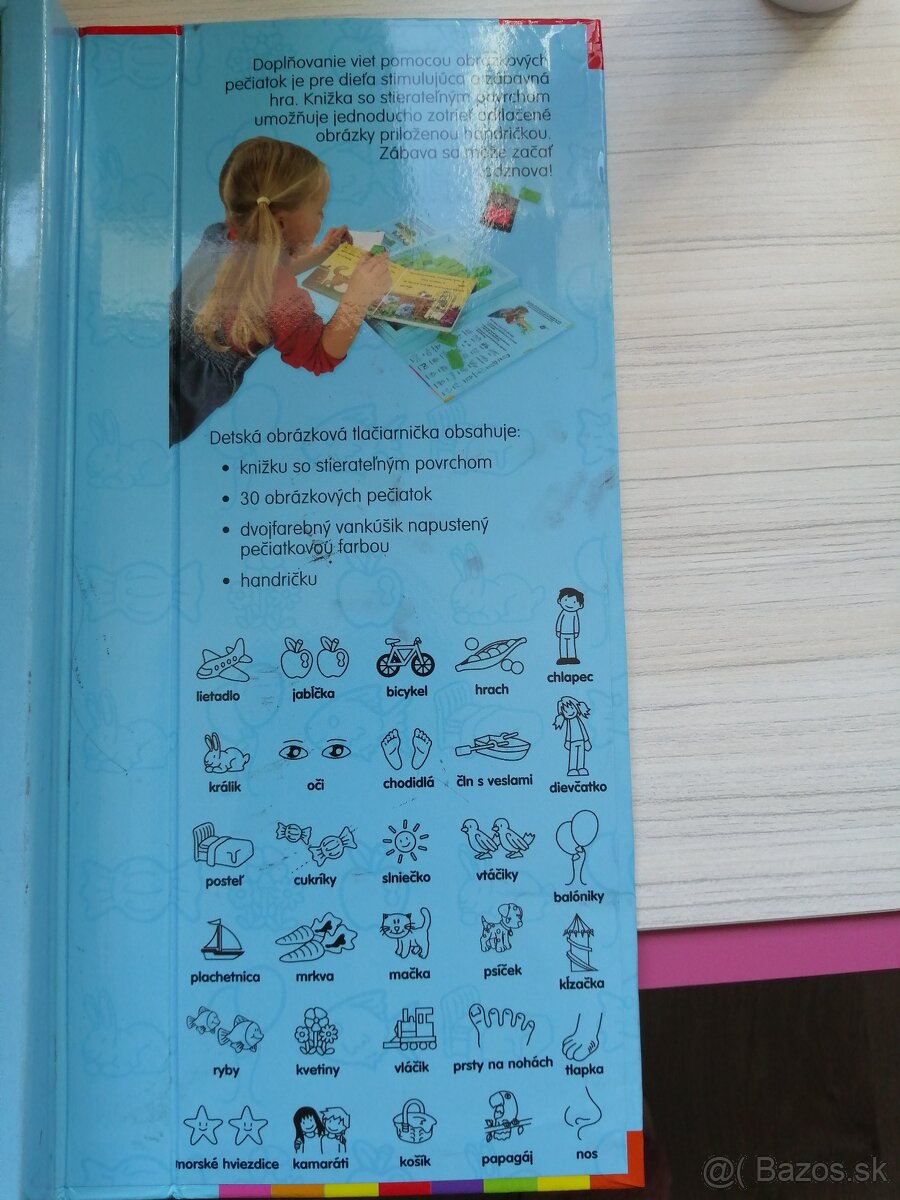 Doplňovanie viet pomocou obrázkových
pečiatok je pre dieťa stimulujúca a zábavná
hra. Knižka so stierateľným povrchom
umožňuje jednoducho zotrieť otlačené
obrázky priloženou handričkou.
Zábava sa môže začať
odznova!
Detská obrázková tlačiarnička obsahuje:
• knižku so stierateľným povrchom
• 30 obrázkových pečiatok
• dvojfarebný vankúšik napustený
pečiatkovou farbou
• handričku
lietadlo jabĺčka bicykel hrach chlapec
králik oči chodidlá čln s veslami dievčatko
posteľ cukríky slniečko vtáčiky balóniky
plachetnica mrkva mačka psíček kĺzačka
ryby kvetiny vláčik prsty na nohách tlapka
morské hviezdice kamaráti košík papagáj nos
@( Bazos.sk